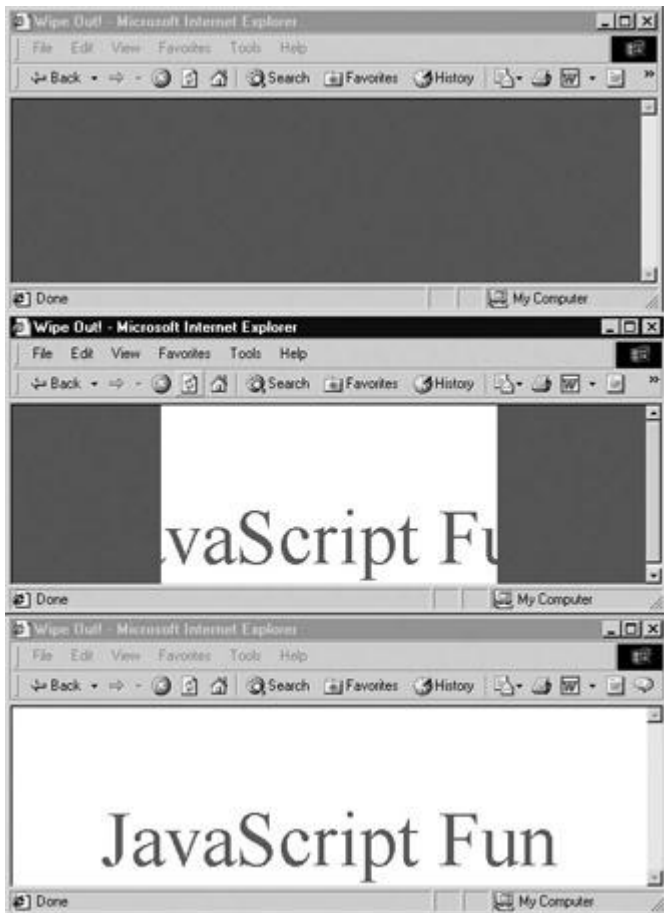 Wipe Out! - Microsoft Internet Explorer
File Edit View Favorites Tools Help
Back Search Favorites History W »
Done My Computer
Wipe Out! - Microsoft Internet Explorer
File Edit View Favorites Tools Help
Back Search Favorites History W »
vaScript Fu
Done My Computer
Wipe Out! - Microsoft Internet Explorer
File Edit View Favorites Tools Help
Back Search Favorites History W
JavaScript Fun
Done My Computer